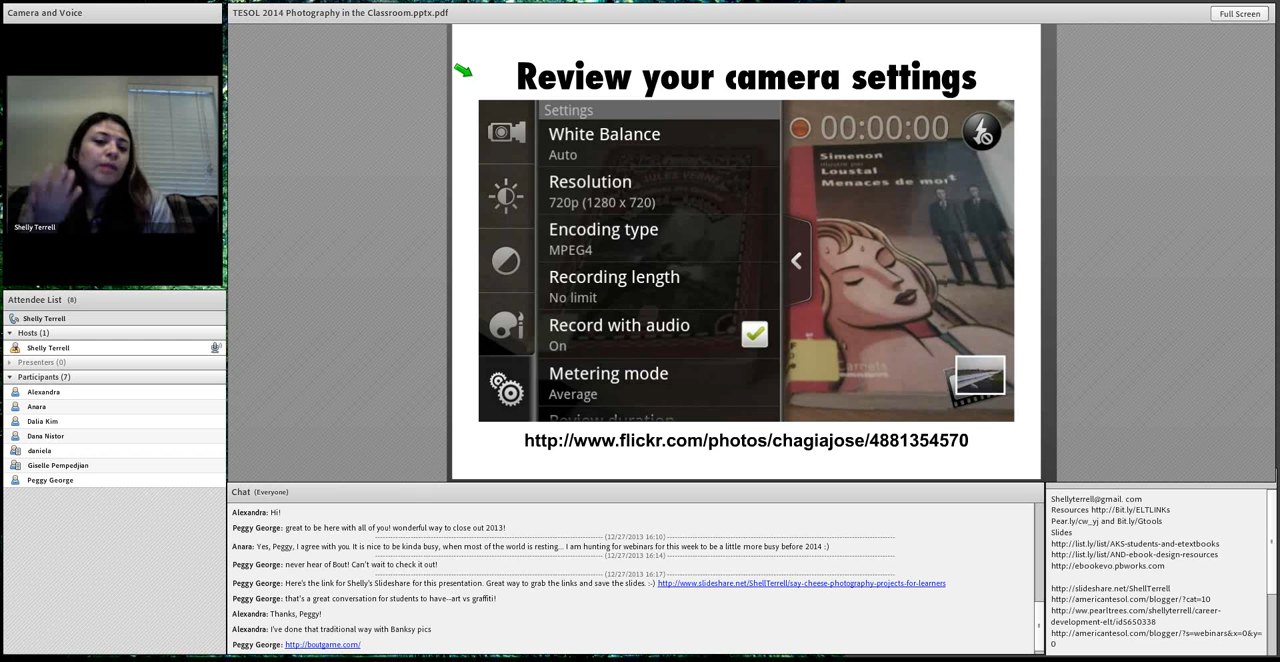 Camera and Voice
Shelly Terrell
Attendee List (8)
Shelly Terrell
Hosts (1)
Shelly Terrell
Presenters (0)
Participants (7)
Alexandra
Anara
Dalia Kim
Dana Nistor
daniela
Giselle Pempedjian
Peggy George
TESOL 2014 Photography in the Classroom.pptx.pdf
Full Screen
Review your camera settings
Settings
White Balance
Auto
Resolution
720p (1280 x 720)
Encoding type
MPEG4
Recording length
No limit
Record with audio
On
Metering mode
Average
Review duration
00:00:00
Simenon
Loustal
Menaces de mort
http://www.flickr.com/photos/chagiajose/4881354570
Chat (Everyone)
Alexandra: Hi!
Peggy George: great to be here with all of you! wonderful way to close out 2013!
(12/27/2013 16:10)
Anara: Yes, Peggy, I agree with you. It's nice to be kinda busy, when most of the world is resting... I am hunting for webinars for this week to be a little more busy before 2014 :)
(12/27/2013 16:14)
Peggy George: never hear of Bout! Can't wait to check it out!
(12/27/2013 16:17)
Peggy George: Here's the link for Shelly's Slideshare for this presentation. Great way to grab the links and save the slides. :-) http://www.slideshare.net/ShellTerrell/say-cheese-photography-projects-for-learners
Peggy George: that's a great conversation for students to have--art vs graffiti!
Alexandra: Thanks, Peggy!
Alexandra: I've done that traditional way with Banksy pics
Peggy George: http://boutgame.com/
Shellyterrell@gmail. com
Resources http://Bit.ly/ELTLINKs
Pear.ly/cw_yj and Bit.ly/Gtools
Slides
http://list.ly/list/AKS-students-and-etextbooks
http://list.ly/list/AND-ebook-design-resources
http://ebookevo.pbworks.com
http://slideshare.net/ShellTerrell
http://americantesol.com/blogger/?cat=10
http://ww.pearltrees.com/shellyterrell/career-
development-elt/id5650338
http://americantesol.com/blogger/?s=webinars&x=0&y=
0